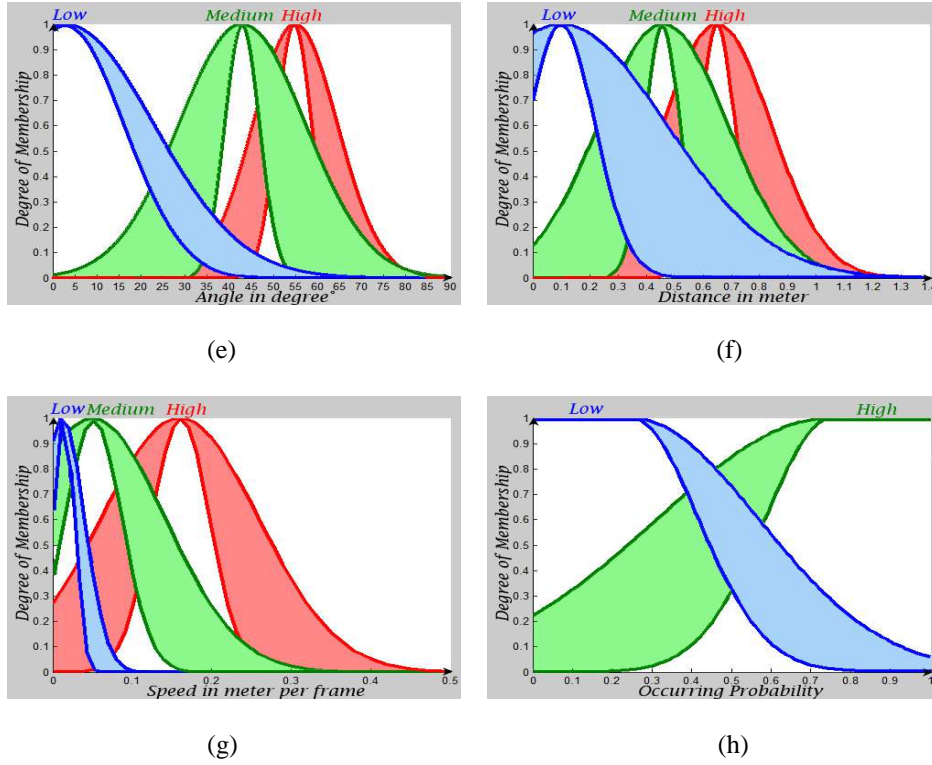 Low Medium High
1
0.9
0.8
0.7
0.6
0.5
0.4
0.3
0.2
0.1
0
Degree of Membership
0 5 10 15 20 25 30 35 40 45 50 55 60 65 70 75 80 85 90
Angle in degree°
(e)
Low Medium High
1
0.9
0.8
0.7
0.6
0.5
0.4
0.3
0.2
0.1
0
Degree of Membership
0 0.1 0.2 0.3 0.4 0.5 0.6 0.7 0.8 0.9 1 1.1 1.2 1.3 1.4
Distance in meter
(f)
Low Medium High
1
0.9
0.8
0.7
0.6
0.5
0.4
0.3
0.2
0.1
0
Degree of Membership
0 0.1 0.2 0.3 0.4 0.5
Speed in meter per frame
(g)
Low High
1
0.9
0.8
0.7
0.6
0.5
0.4
0.3
0.2
0.1
0
Degree of Membership
0 0.1 0.2 0.3 0.4 0.5 0.6 0.7 0.8 0.9 1
Occurring Probability
(h)